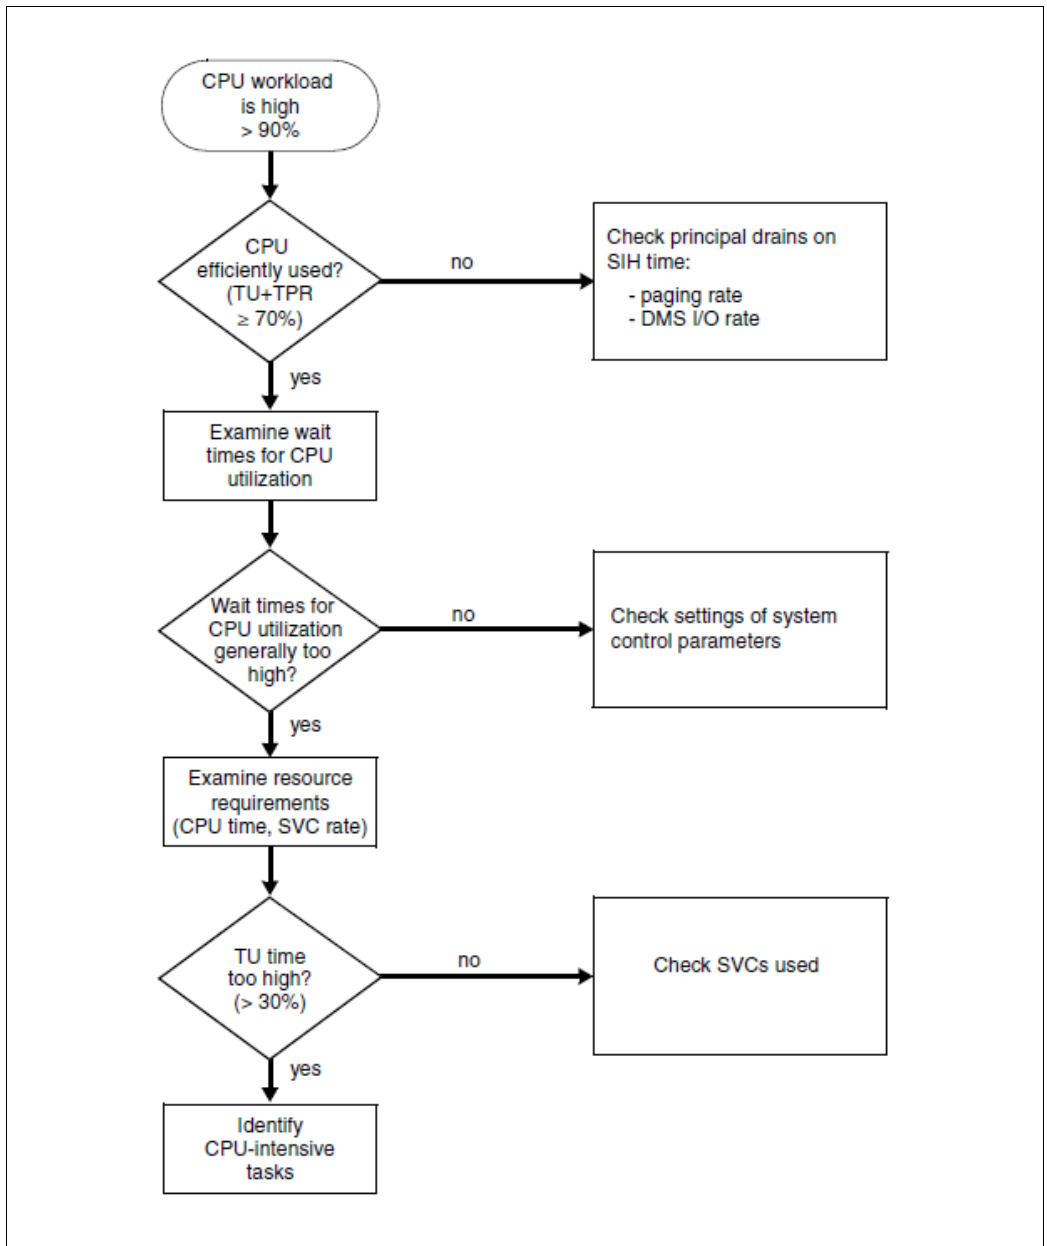 CPU workload
is high
> 90%
CPU
efficiently used?
(TU+TPR
≥ 70%)
no
Check principal drains on
SIH time:
- paging rate
- DMS I/O rate
yes
Examine wait
times for CPU
utilization
Wait times for
CPU utilization
generally too
high?
no
Check settings of system
control parameters
yes
Examine resource
requirements
(CPU time, SVC rate)
TU time
too high?
(> 30%)
no
Check SVCs used
yes
Identify
CPU-intensive
tasks